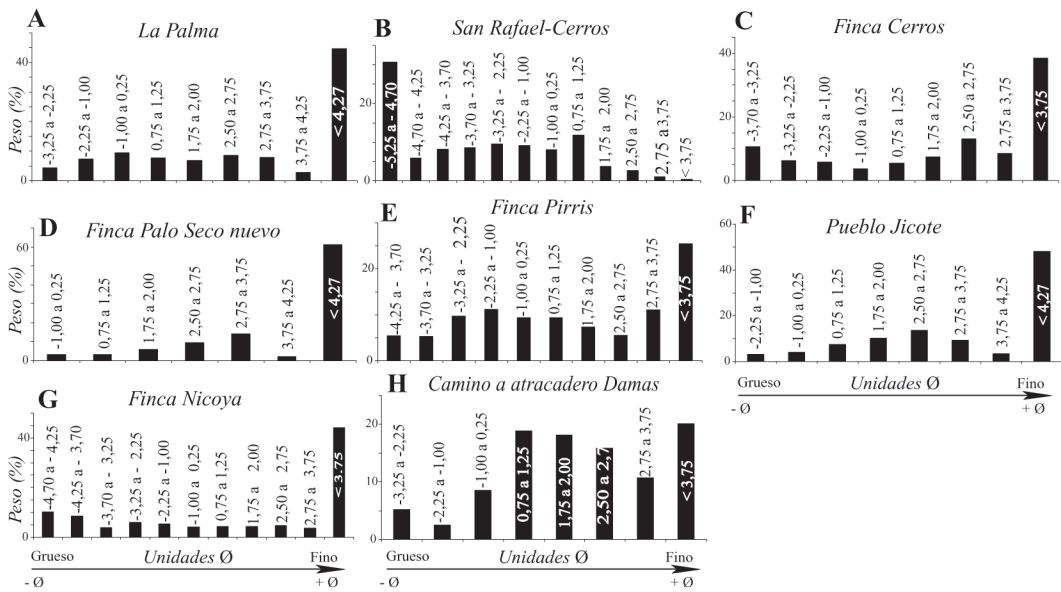 A
La Palma
Peso (%)
40
20
0
-3,25 a -2,25
-2,25 a -1,00
-1,00 a 0,25
0,75 a 1,25
1,75 a 2,00
2,50 a 2,75
2,75 a 3,75
3,75 a 4,25
< 4,27
B
San Rafael-Cerros
20
0
-5,25 a - 4,70
-4,70 a - 4,25
-4,25 a - 3,70
-3,70 a - 3,25
-3,25 a - 2,25
-2,25 a - 1,00
-1,00 a 0,25
0,75 a 1,25
1,75 a 2,00
2,50 a 2,75
2,75 a 3,75
< 3,75
C
Finca Cerros
40
20
0
-3,70 a -3,25
-3,25 a -2,25
-2,25 a -1,00
-1,00 a 0,25
0,75 a 1,25
1,75 a 2,00
2,50 a 2,75
2,75 a 3,75
< 3,75
D
Finca Palo Seco nuevo
Peso (%)
60
40
20
0
-1,00 a 0,25
0,75 a 1,25
1,75 a 2,00
2,50 a 2,75
2,75 a 3,75
3,75 a 4,25
< 4,27
E
Finca Pirris
20
0
-4,25 a - 3,70
-3,70 a - 3,25
-3,25 a - 2,25
-2,25 a - 1,00
-1,00 a 0,25
0,75 a 1,25
1,75 a 2,00
2,50 a 2,75
2,75 a 3,75
< 3,75
F
Pueblo Jicote
60
40
20
0
-2,25 a -1,00
-1,00 a 0,25
0,75 a 1,25
1,75 a 2,00
2,50 a 2,75
2,75 a 3,75
3,75 a 4,25
< 4,27
Grueso Unidades Ø Fino
- Ø + Ø
G
Finca Nicoya
Peso (%)
40
20
0
-4,70 a - 4,25
-4,25 a - 3,70
-3,70 a - 3,25
-3,25 a - 2,25
-2,25 a -1,00
-1,00 a 0,25
0,75 a 1,25
1,75 a 2,00
2,50 a 2,75
2,75 a 3,75
< 3,75
Grueso Unidades Ø Fino
- Ø + Ø
H
Camino a atracadero Damas
20
10
0
-3,25 a -2,25
-2,25 a -1,00
-1,00 a 0,25
0,75 a 1,25
1,75 a 2,00
2,50 a 2,7
2,75 a 3,75
< 3,75
Grueso Unidades Ø Fino
- Ø + Ø